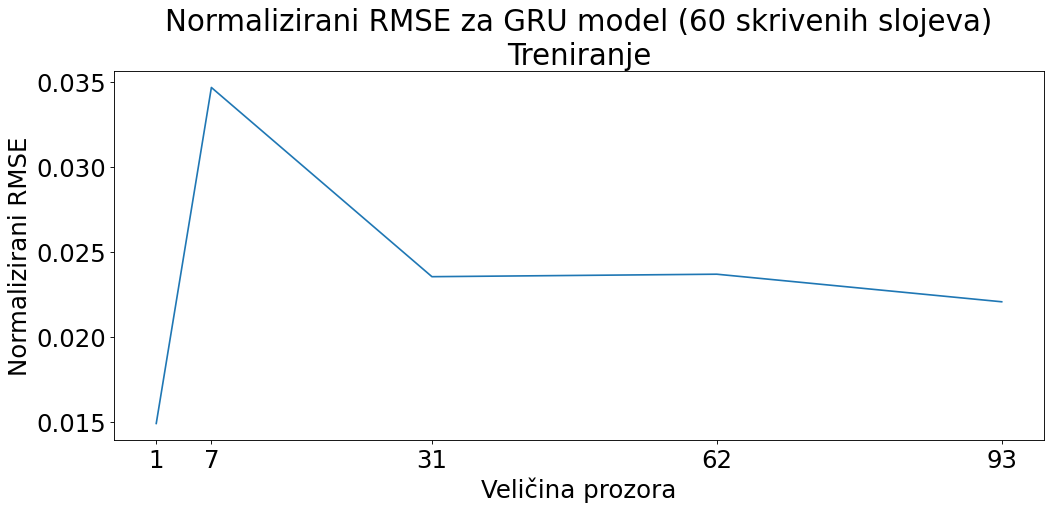 Normalizirani RMSE za GRU model (60 skrivenih slojeva)
Treniranje
Normalizirani RMSE
0.035
0.030
0.025
0.020
0.015
1 7 31 62 93
Veličina prozora